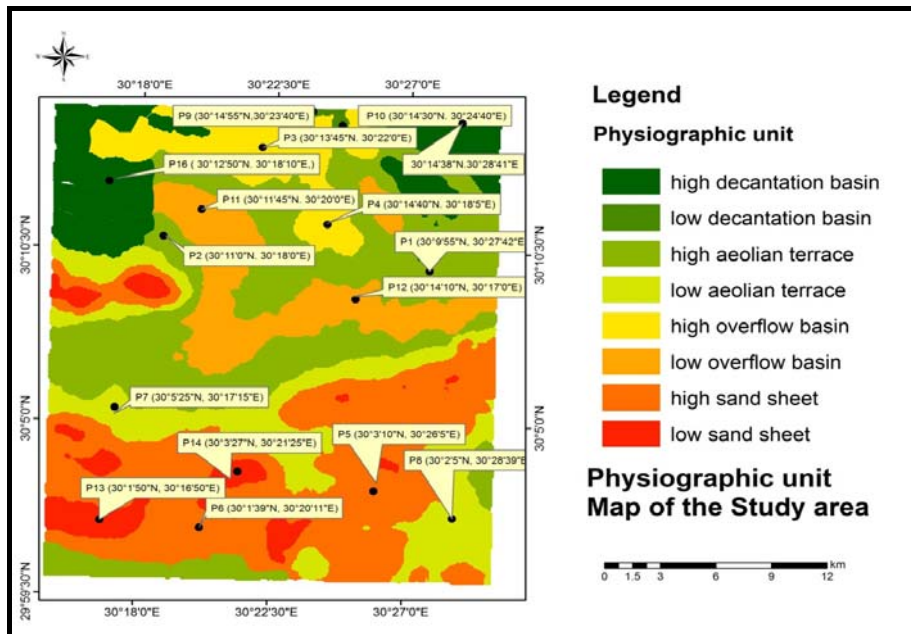 30°18'0"E 30°22'30"E 30°27'0"E
P9 (30°14'55"N,30°23'40"E)
P10 (30°14'30"N. 30°24'40"E)
P3 (30°13'45"N. 30°22'0"E)
30°14'38"N.30°28'41"E
P16 ( 30°12'50"N, 30°18'10"E,)
P11 (30°11'45"N. 30°20'0"E)
P4 (30°14'40"N. 30°18'5"E)
P2 (30°11'0"N. 30°18'0"E)
P1 (30°9'55"N, 30°27'42"E
P12 (30°14'10"N, 30°17'0"E)
P7 (30°5'25"N, 30°17'15"E)
P14 (30°3'27"N, 30°21'25"E)
P5 (30°3'10"N, 30°26'5"E)
P8 (30°2'5"N, 30°28'39"E
P13 (30°1'50"N, 30°16'50"E)
P6 (30°1'39"N, 30°20'11"E)
30°10'30"N
30°5'0"N
29°59'30"N
30°10'30"N
30°5'0"N
29°59'30"N
30°18'0"E 30°22'30"E 30°27'0"E
Legend
Physiographic unit
high decantation basin
low decantation basin
high aeolian terrace
low aeolian terrace
high overflow basin
low overflow basin
high sand sheet
low sand sheet
Physiographic unit
Map of the Study area
km
0 1.5 3 6 9 12